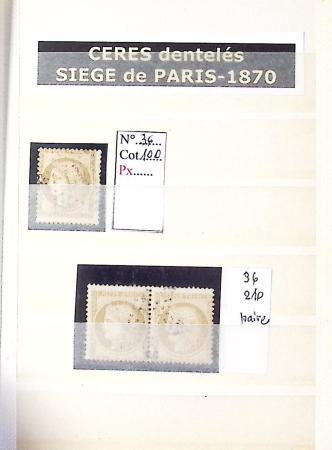 CERES dentelés
SIEGE de PARIS-1870
N°..36...
Cot.100..
Px......
36
210
paire